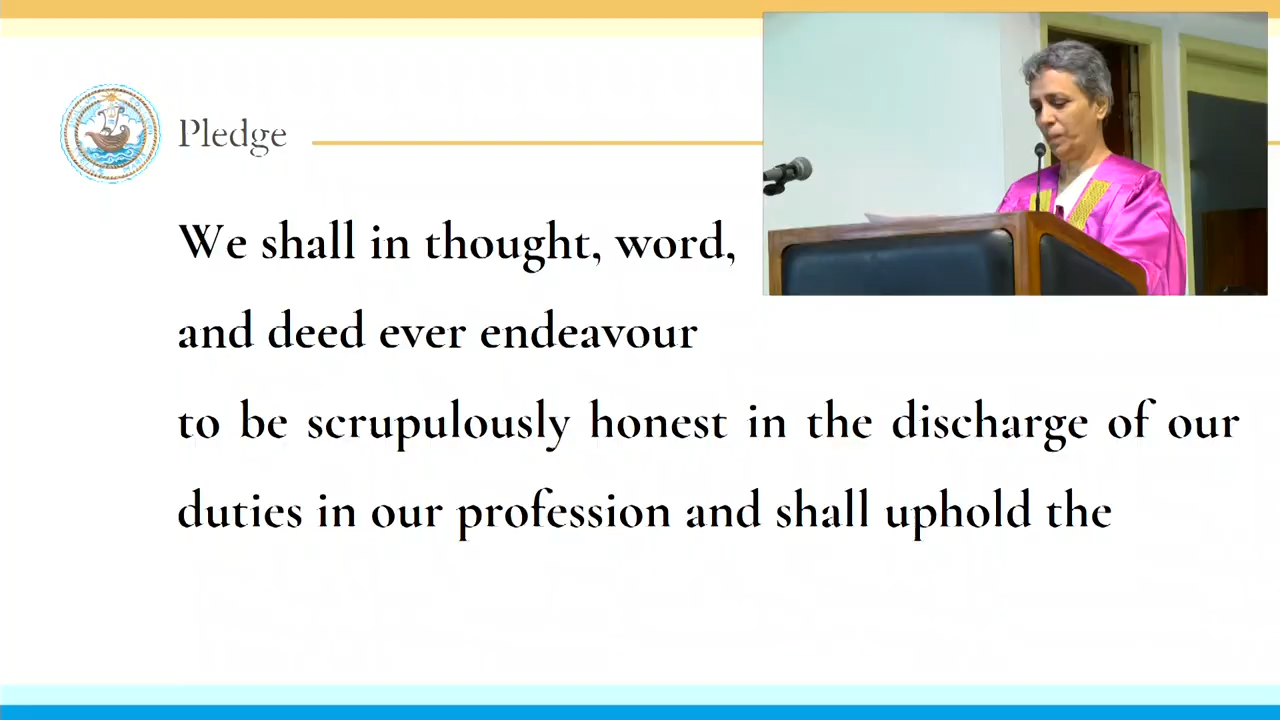 Pledge
We shall in thought, word,
and deed ever endeavour
to be scrupulously honest in the discharge of our
duties in our profession and shall uphold the